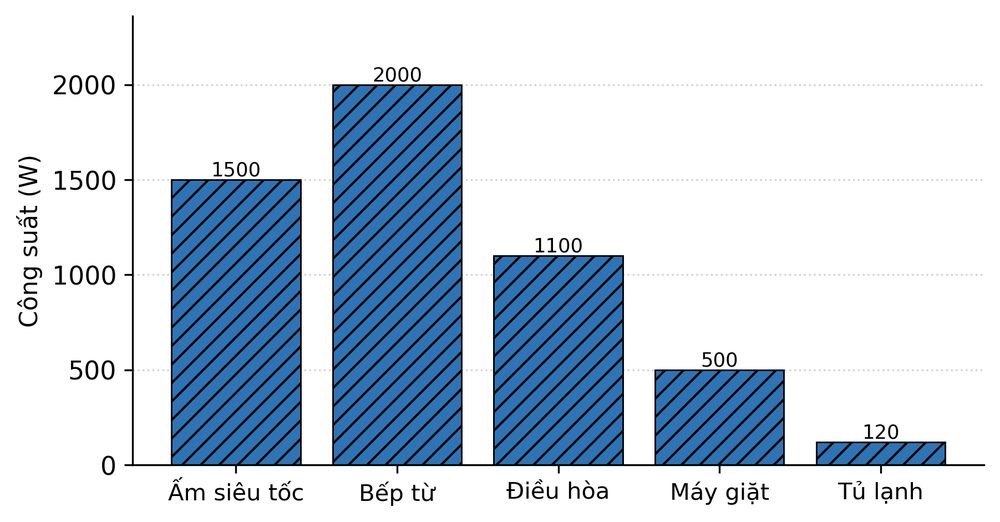 Công suất (W)
2000
1500
1000
500
0
1500
2000
1100
500
120
Ấm siêu tốc
Bếp từ
Điều hòa
Máy giặt
Tủ lạnh